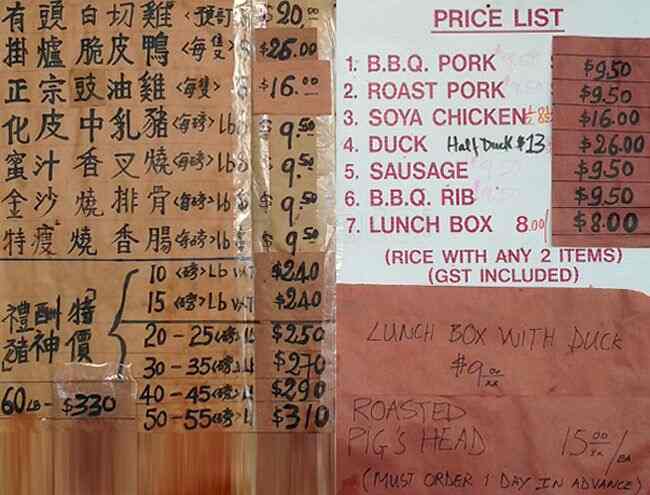 有頭白切雞 <預訂> $20.00
掛爐脆皮鴨 <每隻> $26.00
正宗豉油雞 <每隻> $16.00
化皮中乳豬 <每磅> Lb 9.50
蜜汁香叉燒 <每磅> Lb $9.50
金沙燒排骨 <每磅> Lb $9.50
特瘦燒香腸 <每磅> Lb $9.50
禮豬 酬神 特價
10 <磅> Lb $240
15 <磅> Lb $240
20-25 <磅> $250
30-35 <磅> $270
40-45 <磅> $290
50-55 <磅> $310
60 LB- $330
PRICE LIST
1. B.B.Q. PORK $9.50
2. ROAST PORK $9.50
3. SOYA CHICKEN $16.00
4. DUCK Half Duck $13 $26.00
5. SAUSAGE $9.50
6. B.B.Q. RIB $9.50
7. LUNCH BOX 8.00/ $8.00
(RICE WITH ANY 2 ITEMS)
(GST INCLUDED)
LUNCH BOX WITH DUCK
$9.00/xx
ROASTED
PIG'S HEAD 15.00/xx /EA
(MUST ORDER 1 DAY IN ADVANCE)